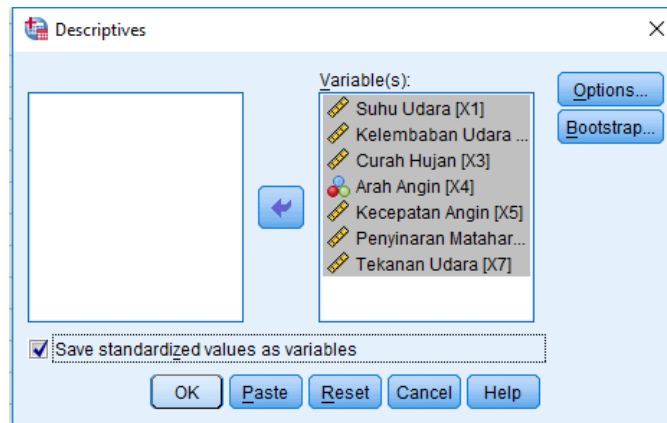 Descriptives
Variable(s):
Suhu Udara [X1]
Kelembaban Udara ...
Curah Hujan [X3]
Arah Angin [X4]
Kecepatan Angin [X5]
Penyinaran Matahar...
Tekanan Udara [X7]
Options...
Bootstrap...
Save standardized values as variables
OK Paste Reset Cancel Help